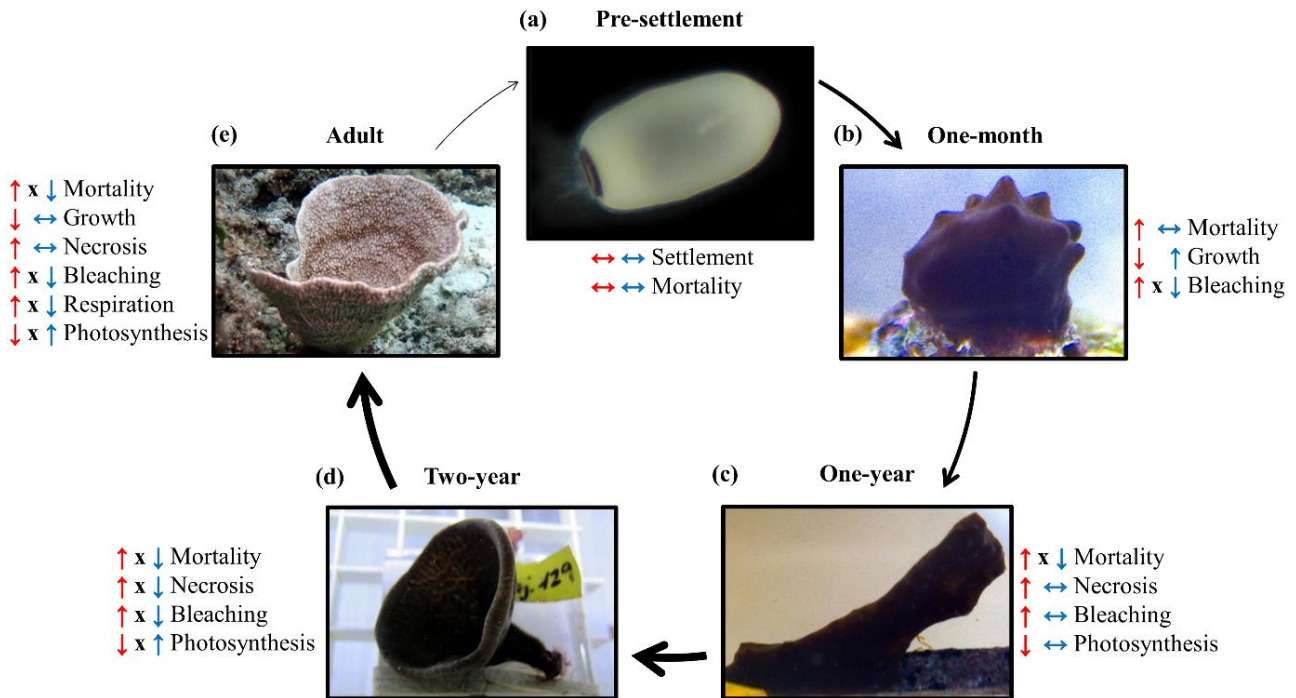 (a) Pre-settlement
↔ ↔ Settlement
↔ ↔ Mortality
(b) One-month
↑ ↔ Mortality
↓ ↑ Growth
↑ x ↓ Bleaching
(c) One-year
↑ x ↓ Mortality
↑ ↔ Necrosis
↑ ↔ Bleaching
↓ ↔ Photosynthesis
(d) Two-year
↑ x ↓ Mortality
↑ x ↓ Necrosis
↑ x ↓ Bleaching
↓ x ↑ Photosynthesis
129
(e) Adult
↑ x ↓ Mortality
↓ ↔ Growth
↑ ↔ Necrosis
↑ x ↓ Bleaching
↑ x ↓ Respiration
↓ x ↑ Photosynthesis